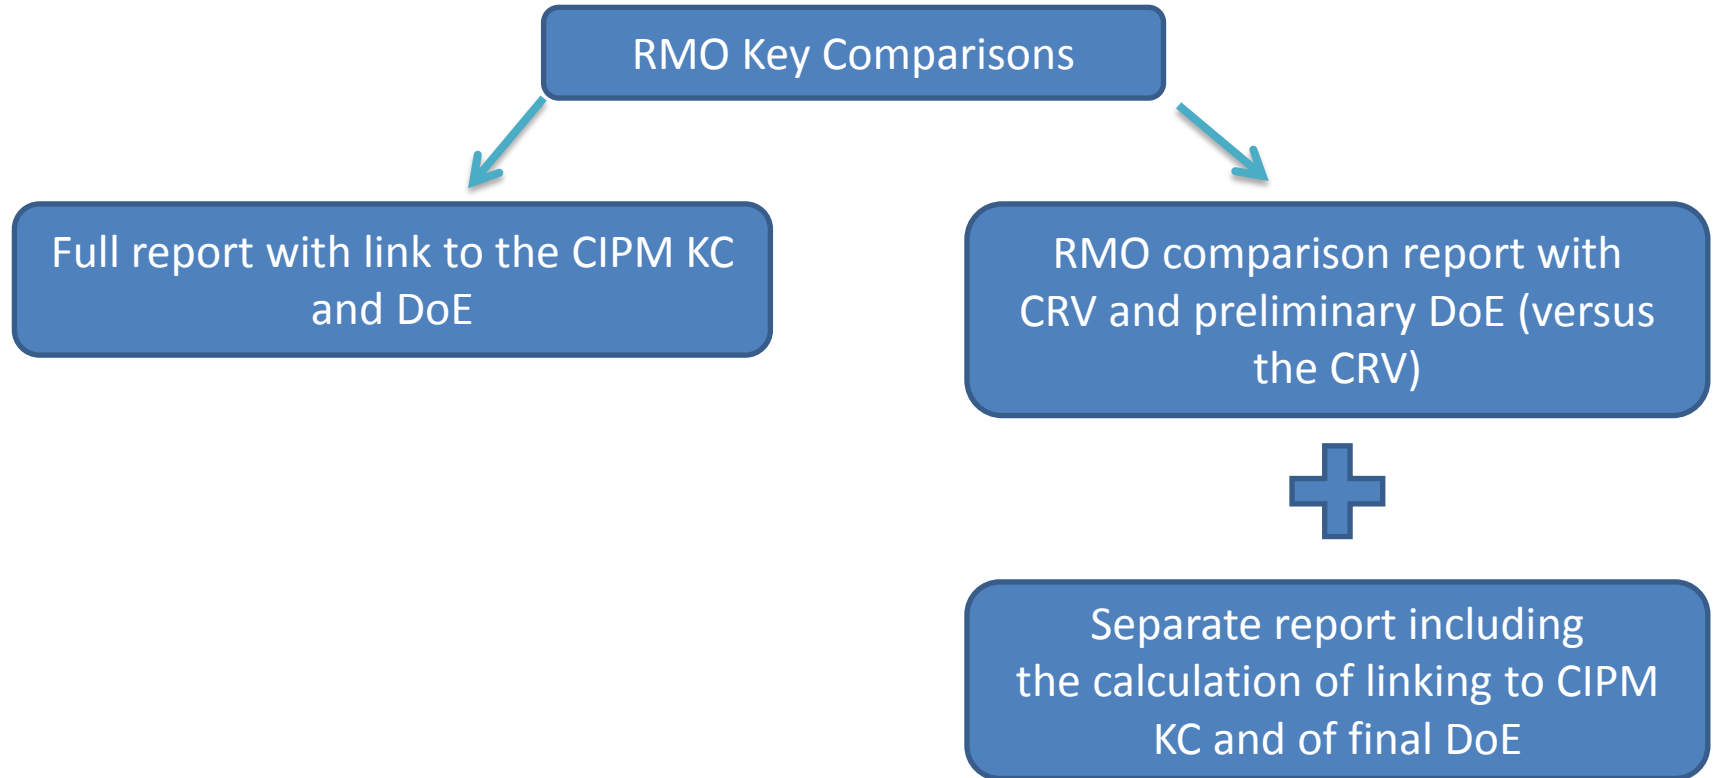 RMO Key Comparisons
Full report with link to the CIPM KC
and DoE
RMO comparison report with
CRV and preliminary DoE (versus
the CRV)
Separate report including
the calculation of linking to CIPM
KC and of final DoE